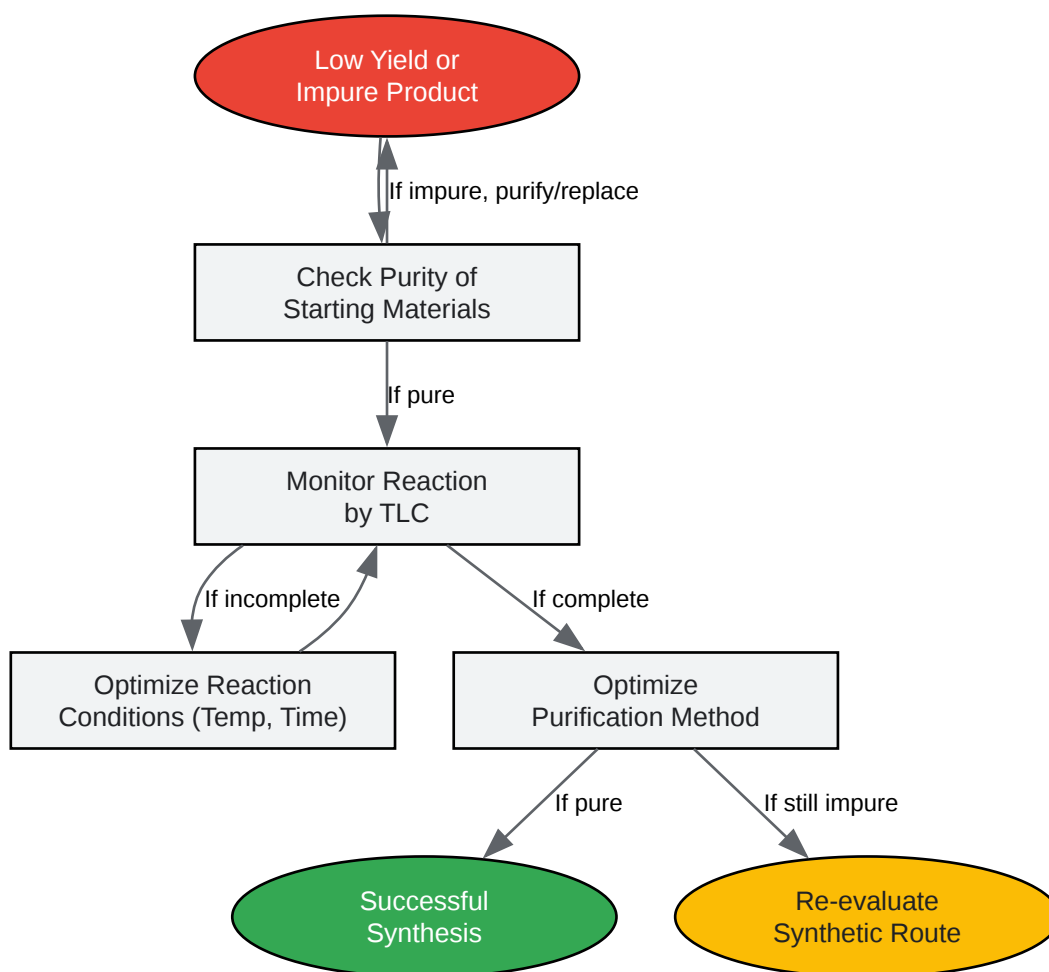 Low Yield or
Impure Product
If impure, purify/replace
Check Purity of
Starting Materials
If pure
Monitor Reaction
by TLC
If incomplete
If complete
Optimize Reaction
Conditions (Temp, Time)
Optimize
Purification Method
If pure
If still impure
Successful
Synthesis
Re-evaluate
Synthetic Route